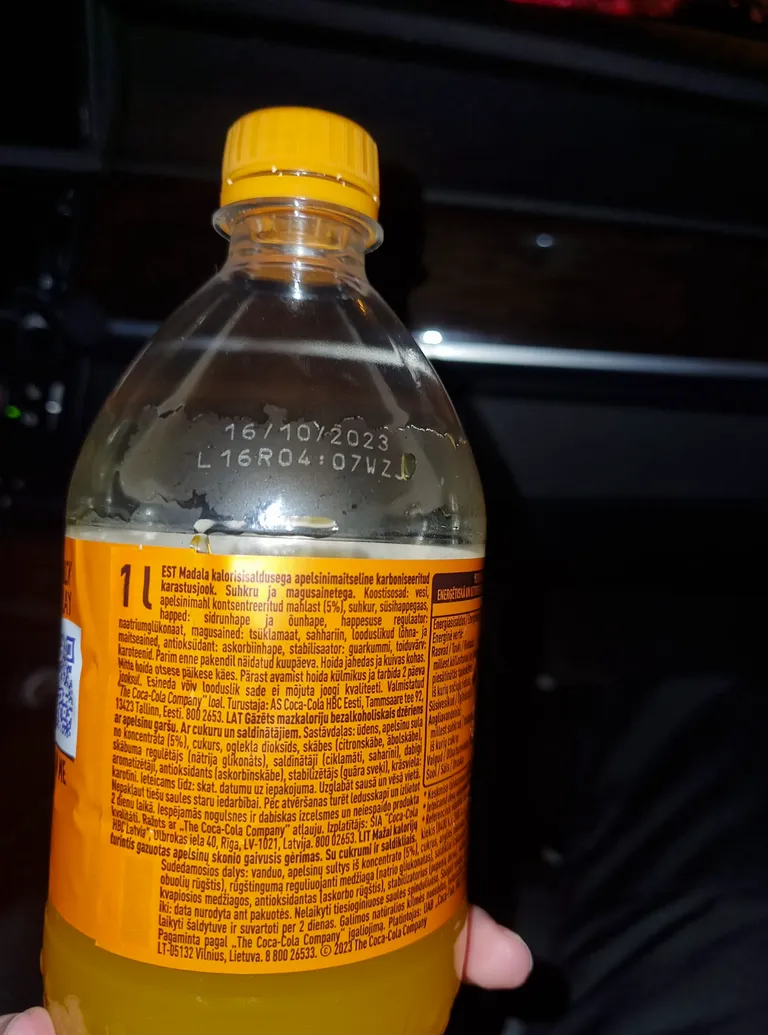 16/10/2023
L16R04:07WZJ
1 l
EST Madala kalorisisaldusega apelsinimaitseline karboniseeritud
karastusjook. Suhkru ja magusainetega. Koostisosad: vesi,
apelsinimahl kontsentreeritud mahlast (5%), suhkur, süsihappegaas,
happed: sidrunhape ja õunhape, happesuse regulaator:
naatriumglükonaat, magusained: tsüklamaat, sahhariin, looduslikud lõhna- ja
maitseained, antioksüdant: askorbiinhape, stabilisaator: guarkummi, toiduvärv:
karoteenid. Parim enne pakendil näidatud kuupäeva. Hoida jahedas ja kuivas kohas.
Mitte hoida otsese päikese käes. Pärast avamist hoida külmikus ja tarbida 2 päeva
jooksul. Esineda võiv looduslik sade ei mõjuta joogi kvaliteeti. Valmistatud
"The Coca-Cola Company" loal. Turustaja: AS Coca-Cola HBC Eesti, Tammsaare tee 92,
13423 Tallinn, Eesti. 800 2653. LAT Gāzēts mazkaloriju bezalkoholiskais dzēriens
ar apelsīnu garšu. Ar cukuru un saldinātājiem. Sastāvdaļas: ūdens, apelsīnu sula
no koncentrāta (5%), cukurs, oglekļa dioksīds, skābes (citronskābe, ābolskābe),
skābuma regulētājs (nātrija glikonāts), saldinātāji (ciklamāti, saharīni), dabīgi
aromatizētāji, antioksidants (askorbīnskābe), stabilizētājs (guāra sveķi), krāsviela:
karotīni. Ieteicams līdz: skat. datumu uz iepakojuma. Uzglabāt sausā un vēsā vietā.
Nepakļaut tiešu saules staru iedarbībai. Pēc atvēršanas turēt ledusskapī un izlietot
2 dienu laikā. Iespējamās nogulsnes ir dabiskas izcelsmes un neiespaido produkta
kvalitāti. Ražots ar „The Coca-Cola Company" atļauju. Izplatītājs: SIA "Coca-Cola
HBC Latvia", Ulbrokas iela 40, Rīga, LV-1021, Latvija. 800 02653. LIT Mažai kalorijų
turintis gazuotas apelsinų skonio gaivusis gėrimas. Su cukrumi ir saldikliais.
Sudedamosios dalys: vanduo, apelsinų sultys iš koncentrato (5%), cukrus,
obuolių rūgštis), rūgštingumą reguliuojanti medžiaga (natrio gliukonatas),
kvapiosios medžiagos, antioksidantas (askorbo rūgštis), stabilizatorius
iki: data nurodyta ant pakuotės. Nelaikyti tiesioginiuose saulės spinduliuose.
laikyti šaldytuve ir suvartoti per 2 dienas. Galimos natūralios kilmės
Pagaminta pagal „The Coca-Cola Company" įgaliojimą. Platintojas: UAB
LT-05132 Vilnius, Lietuva. 8 800 26533. © 2023 The Coca-Cola Company